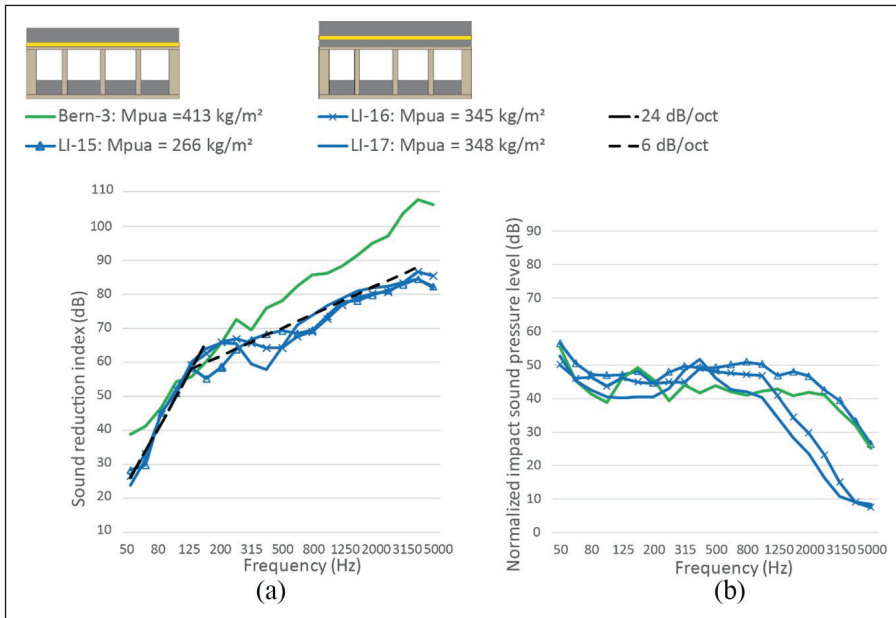 Bern-3: Mpua =413 kg/m²
LI-16: Mpua = 345 kg/m²
24 dB/oct
LI-15: Mpua = 266 kg/m²
LI-17: Mpua = 348 kg/m²
6 dB/oct
Sound reduction index (dB)
110
100
90
80
70
60
50
40
30
20
10
50 80 125 200 315 500 800 1250 2000 3150 5000
Frequency (Hz)
(a)
Normalized impact sound pressure level (dB)
90
80
70
60
50
40
30
20
10
0
50 80 125 200 315 500 800 1250 2000 3150 5000
Frequency (Hz)
(b)